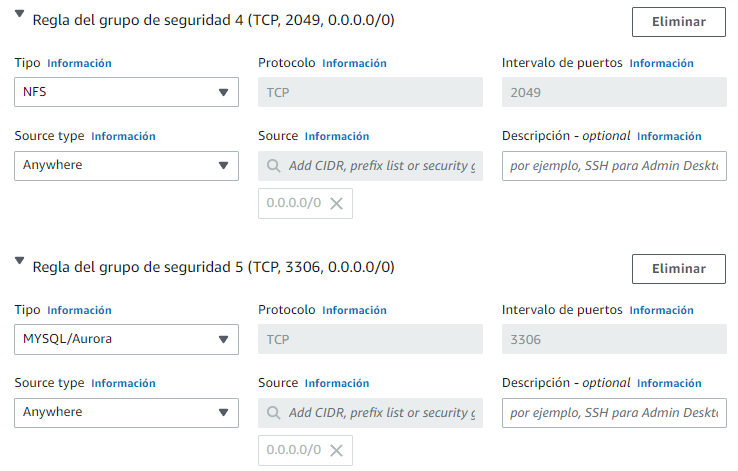 Regla del grupo de seguridad 4 (TCP, 2049, 0.0.0.0/0) Eliminar
Tipo Información Protocolo Información Intervalo de puertos Información
NFS TCP 2049
Source type Información Source Información Descripción - optional Información
Anywhere Add CIDR, prefix list or security g por ejemplo, SSH para Admin Deskto
0.0.0.0/0
Regla del grupo de seguridad 5 (TCP, 3306, 0.0.0.0/0) Eliminar
Tipo Información Protocolo Información Intervalo de puertos Información
MYSQL/Aurora TCP 3306
Source type Información Source Información Descripción - optional Información
Anywhere Add CIDR, prefix list or security g por ejemplo, SSH para Admin Deskto
0.0.0.0/0